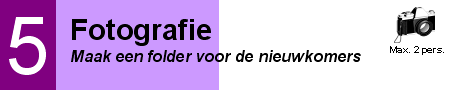 5
Fotografie
Maak een folder voor de nieuwkomers
Max. 2 pers.